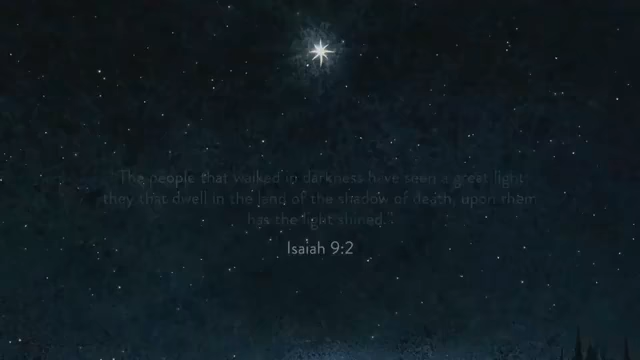 The people that walked in darkness have seen a great light
they that dwell in the land of the shadow of death, upon them
has the light shined."
Isaiah 9:2